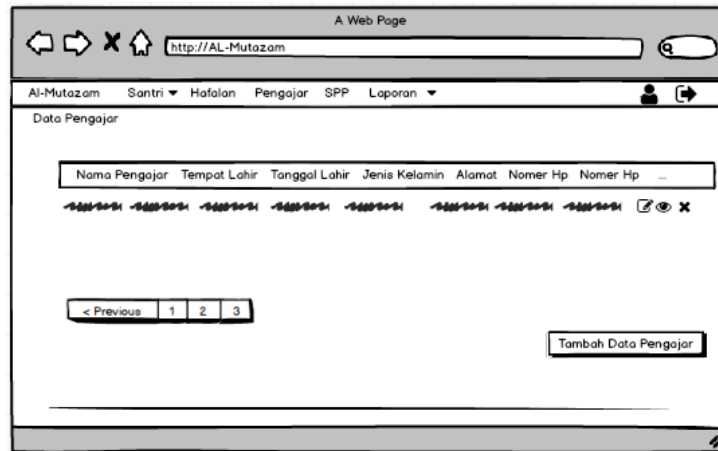 A Web Page
http://AL-Mutazam
Al-Mutazam Santri Hafalan Pengajar SPP Laporan
Data Pengajar
Nama Pengajar Tempat Lahir Tanggal Lahir Jenis Kelamin Alamat Nomer Hp Nomer Hp ...
< Previous 1 2 3
Tambah Data Pengajar